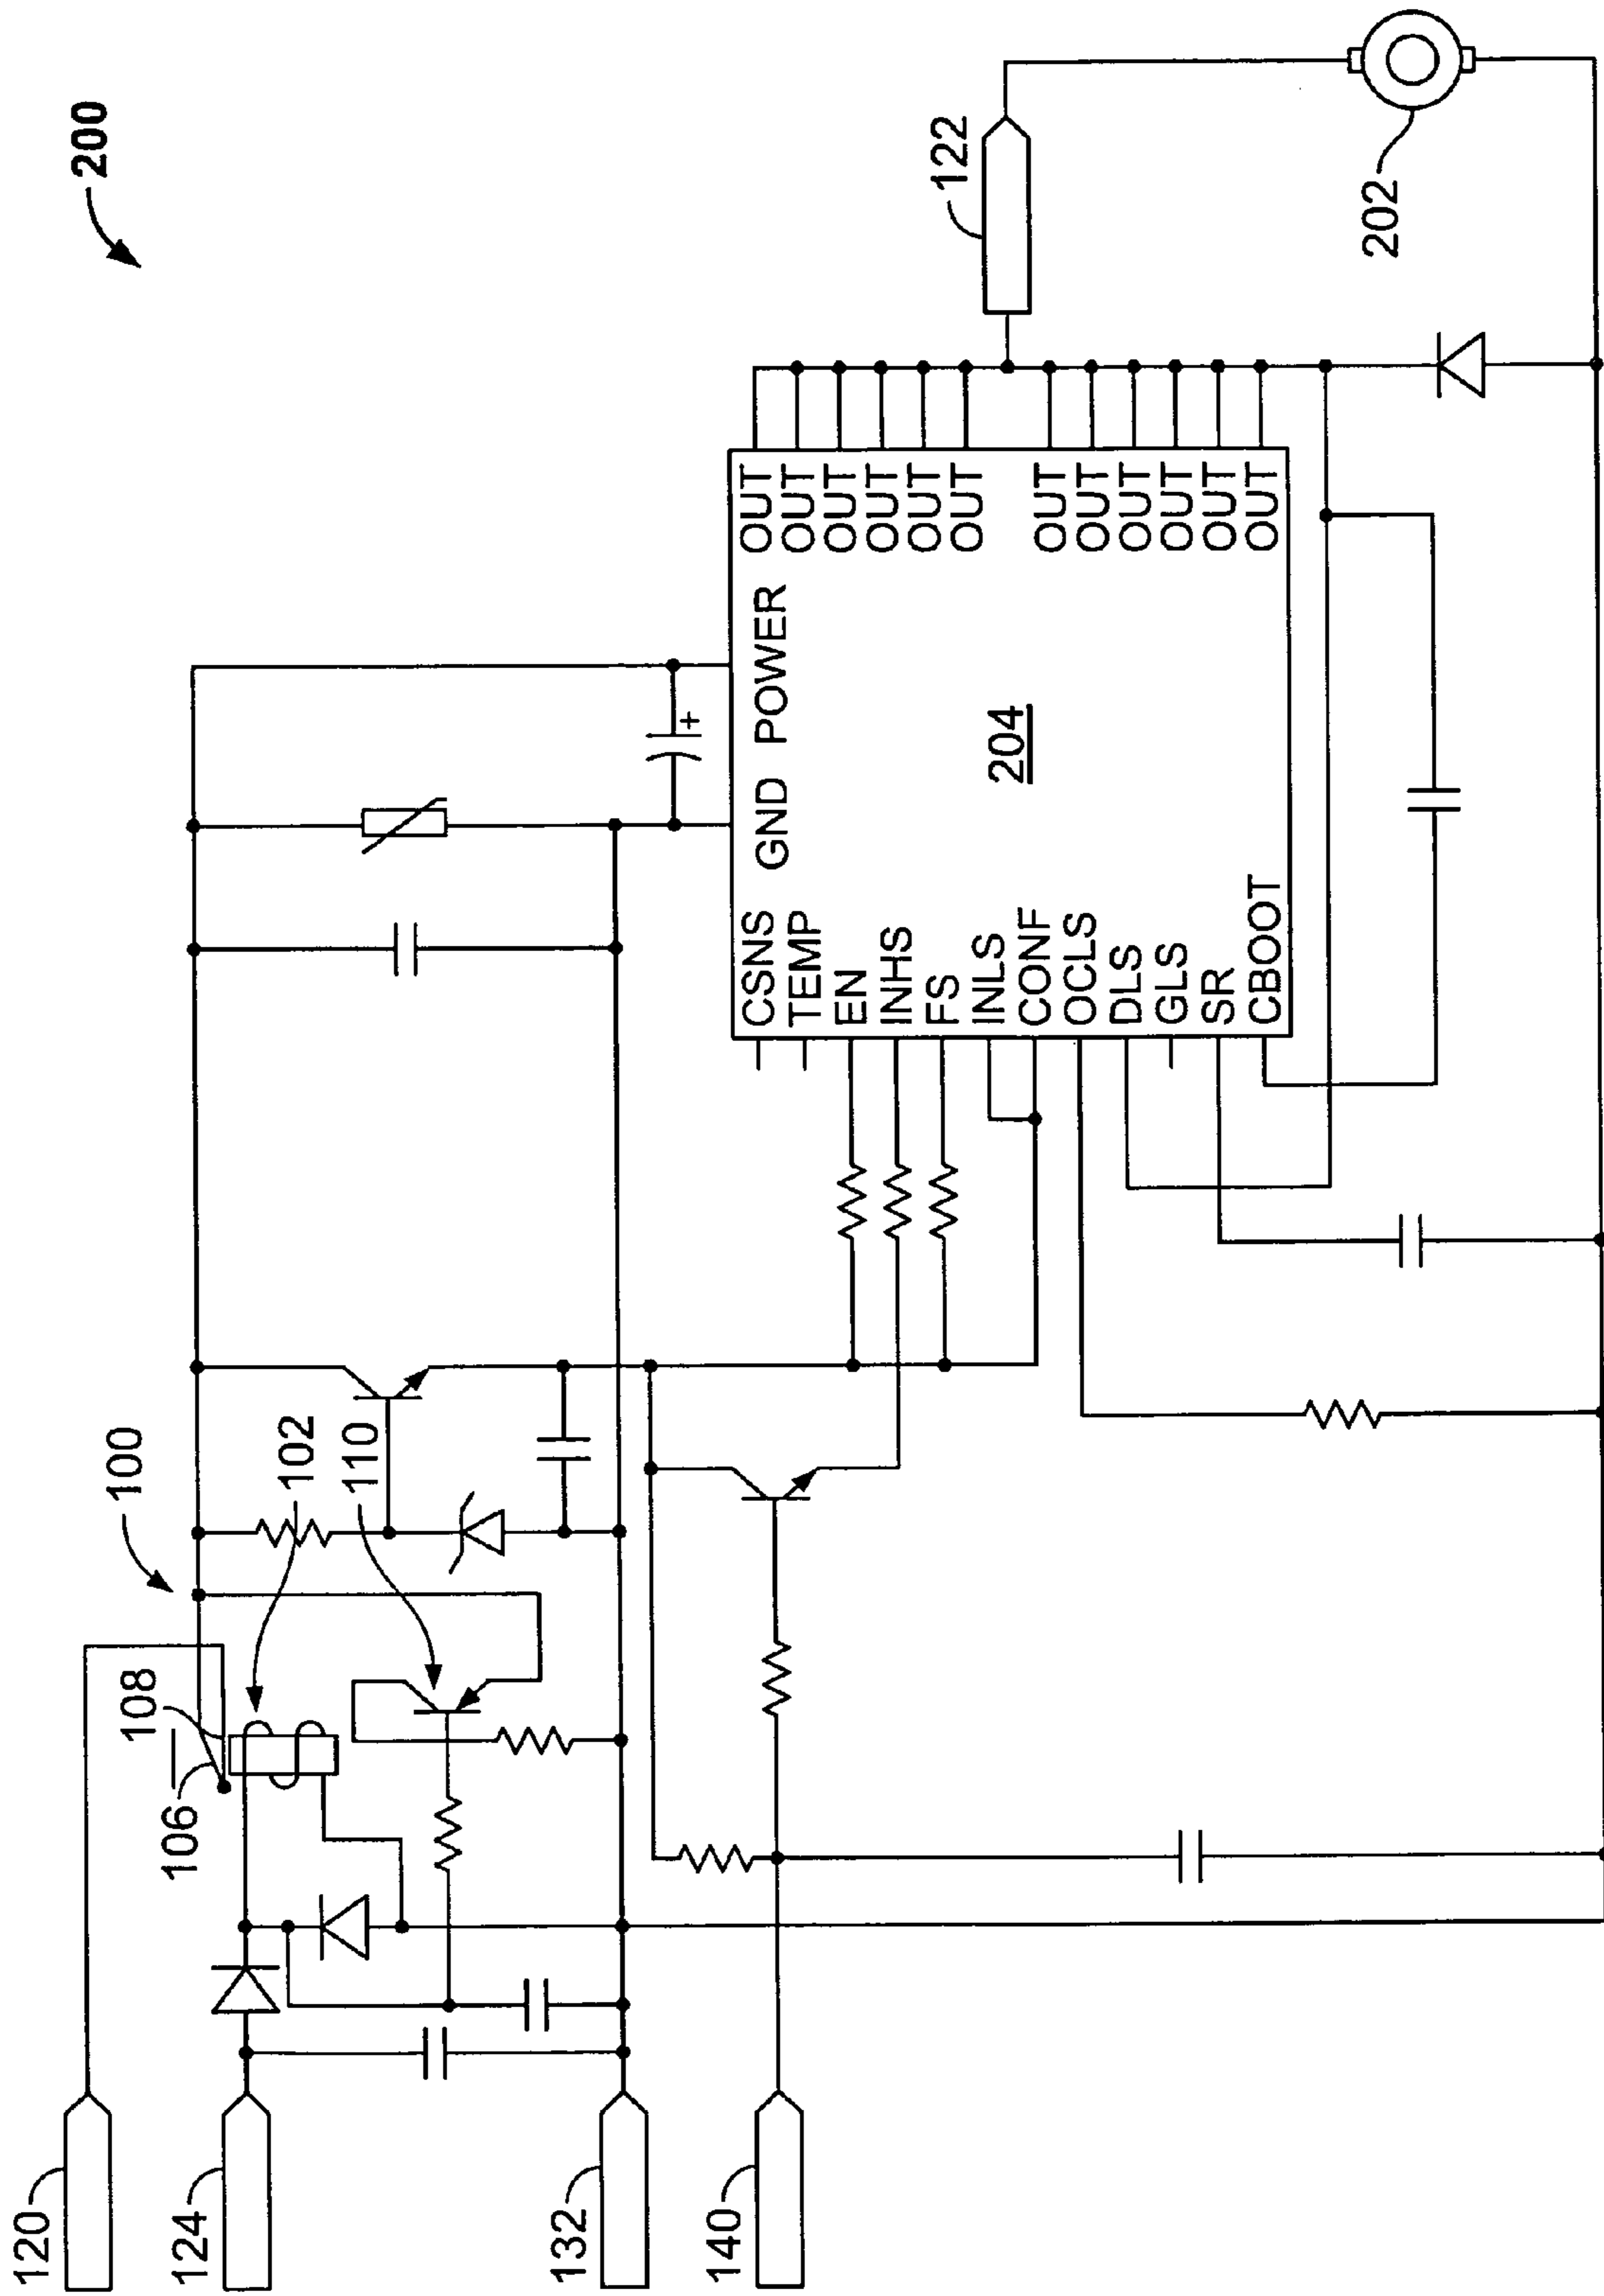 200
100
120
124
132
140
106
108
102
110
122
202
204
GND POWER
CSNS
TEMP
EN
INHS
FS
INLS
CONF
OCLS
DLS
GLS
SR
CBOOT
OUT
OUT
OUT
OUT
OUT
OUT
OUT
OUT
OUT
OUT
OUT
OUT
+